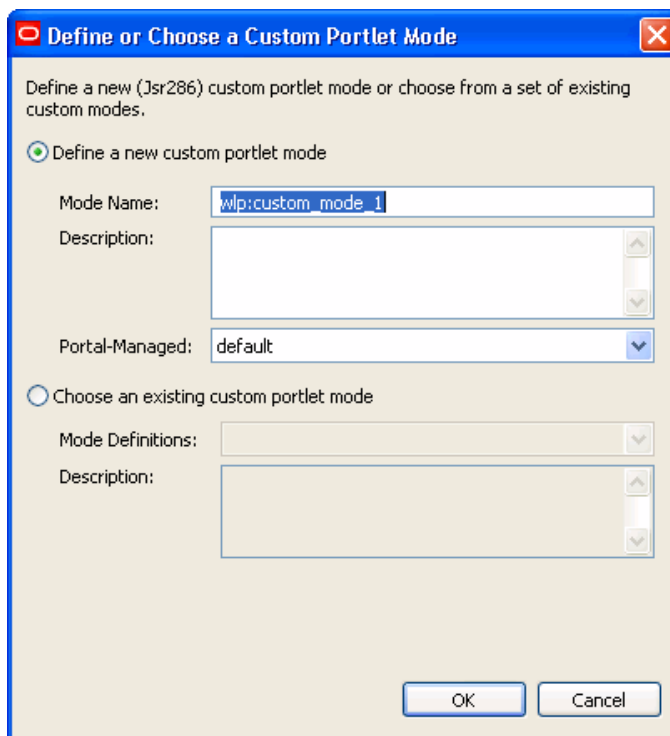 Define or Choose a Custom Portlet Mode
Define a new (Jsr286) custom portlet mode or choose from a set of existing
custom modes.
Define a new custom portlet mode
Mode Name: wlp:custom_mode_1
Description:
Portal-Managed: default
Choose an existing custom portlet mode
Mode Definitions:
Description:
OK Cancel